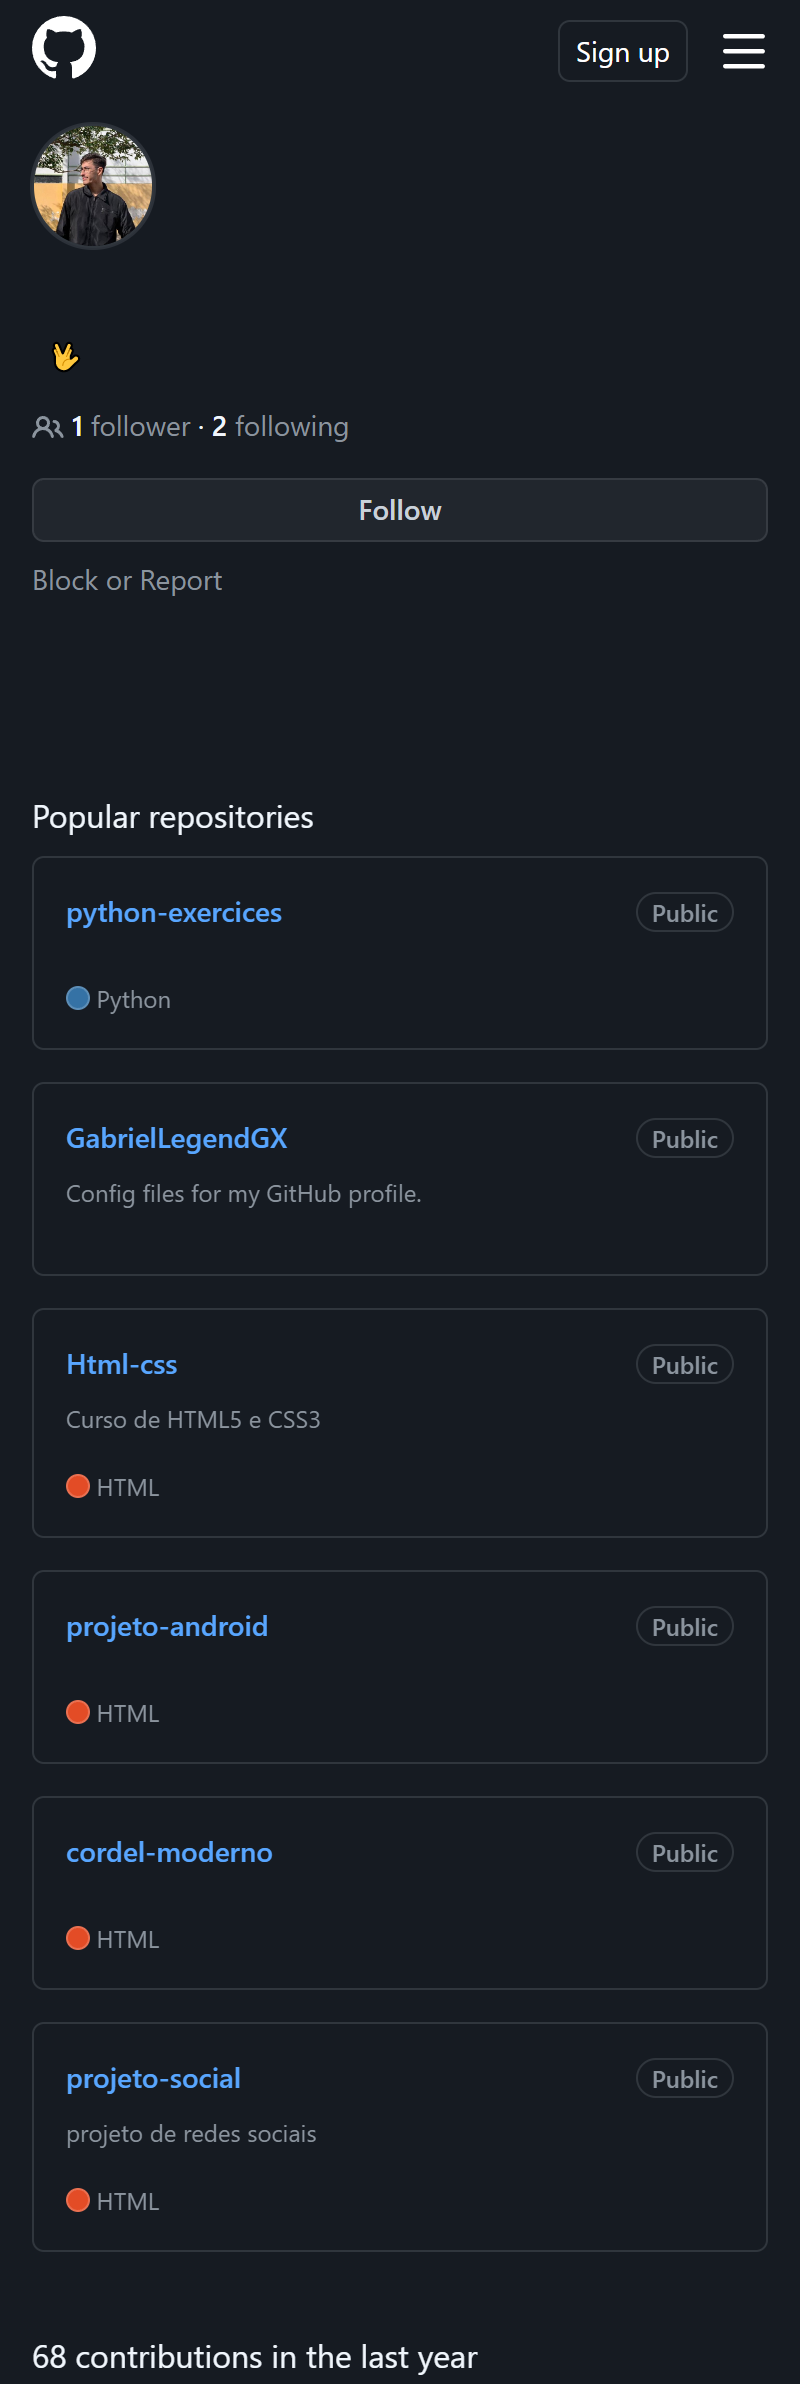 Sign up
🖖
1 follower · 2 following
Follow
Block or Report
Popular repositories
python-exercices Public
Python
GabrielLegendGX Public
Config files for my GitHub profile.
Html-css Public
Curso de HTML5 e CSS3
HTML
projeto-android Public
HTML
cordel-moderno Public
HTML
projeto-social Public
projeto de redes sociais
HTML
68 contributions in the last year